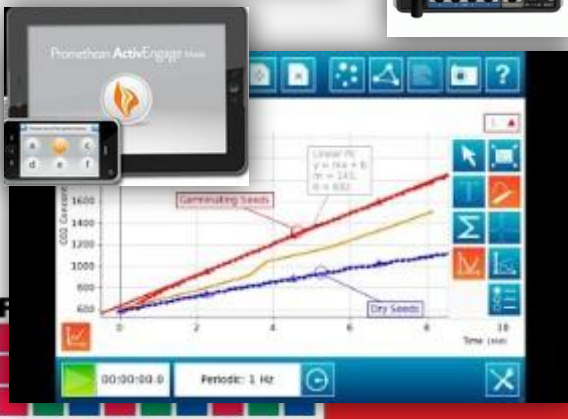 Promethean ActivEngage
a
c
d
e
f
?
Linear Fit
y = mx + b
Germinating Seeds
1600
1400
1200
1000
800
600
Dry Seeds
0
2
4
6
8
10
Time
00:00:00.0
Periodic: 1 Hz